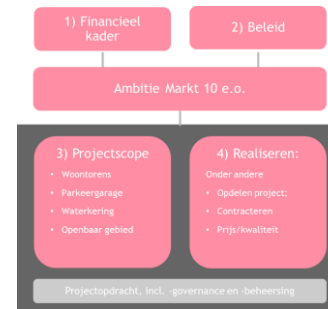 1) Financieel
kader
2) Beleid
Ambitie Markt 10 e.o.
3) Projectscope
• Woontorens
• Parkeergarage
• Waterkering
• Openbaar gebied
4) Realiseren:
Onder andere
• Opdelen project;
• Contracteren
• Prijs/kwaliteit
Projectopdracht, incl. -governance en -beheersing